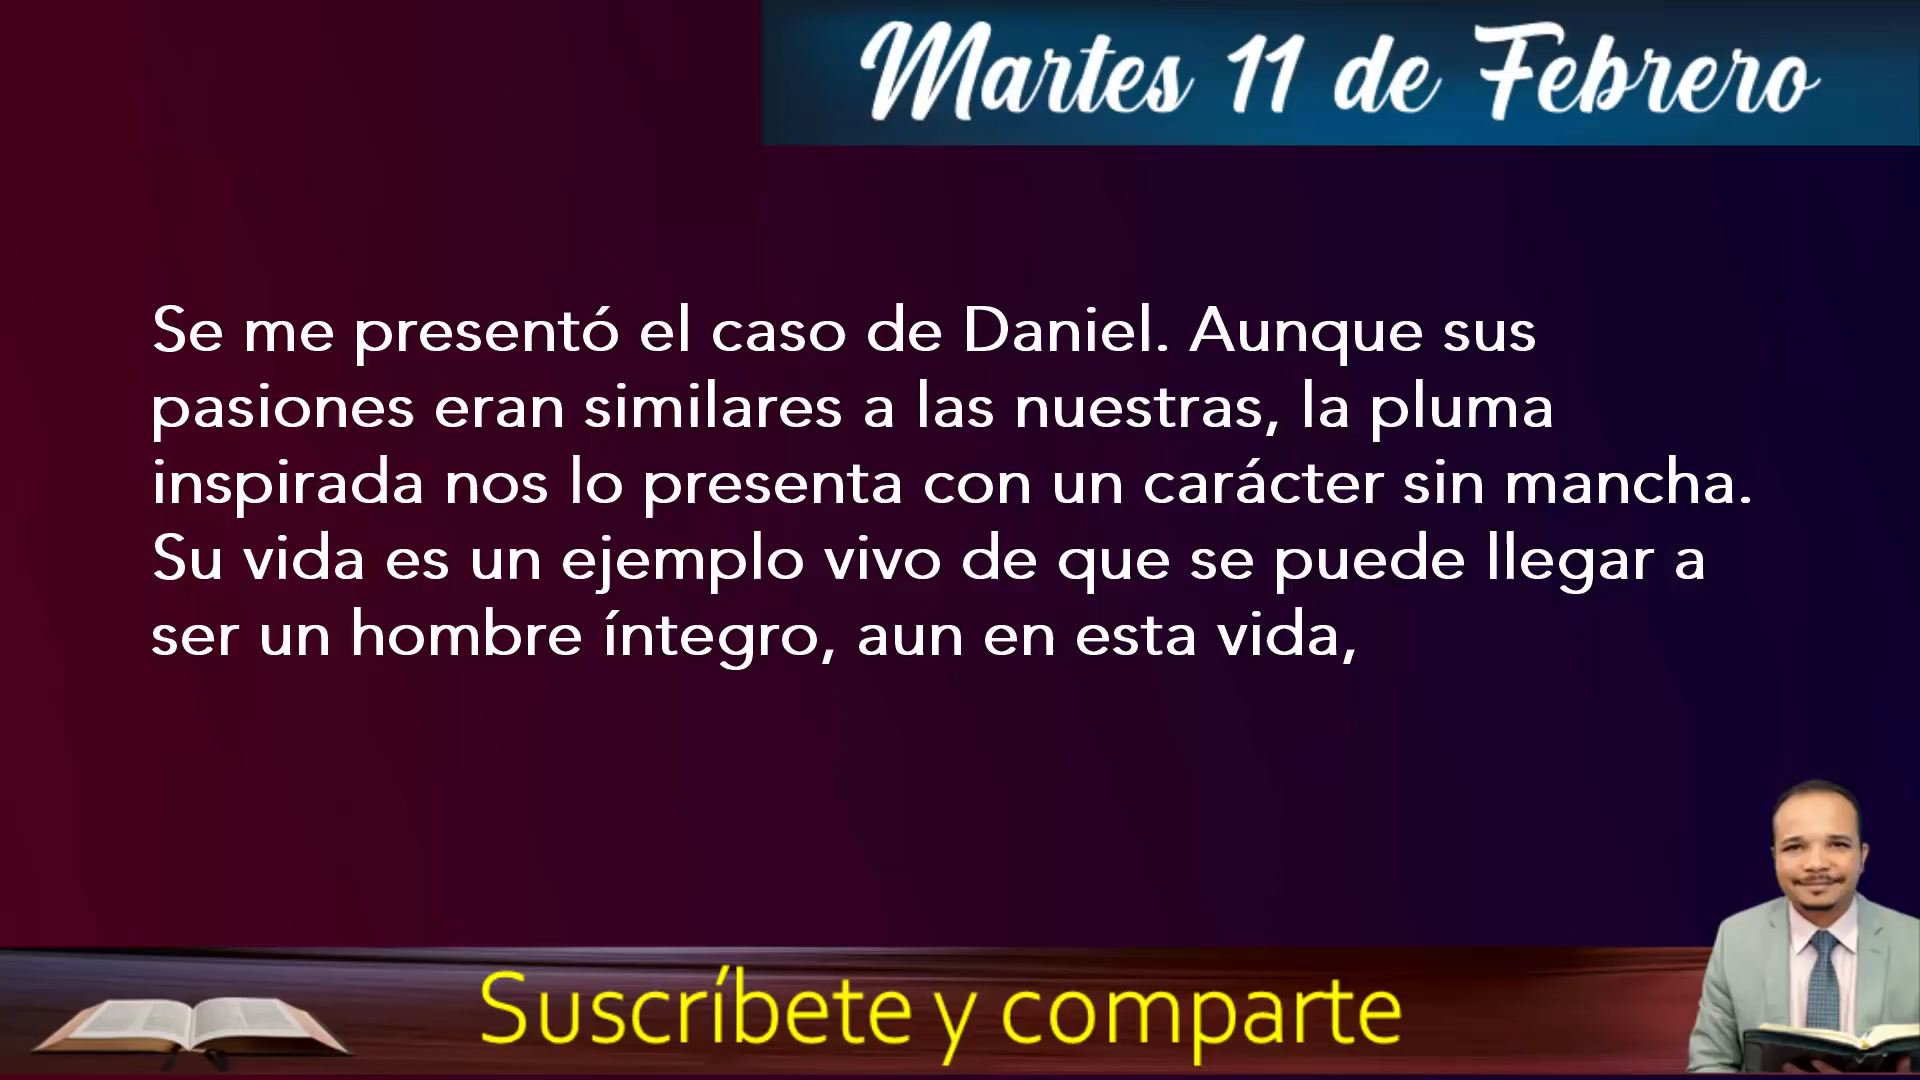 Martes 11 de Febrero
Se me presentó el caso de Daniel. Aunque sus
pasiones eran similares a las nuestras, la pluma
inspirada nos lo presenta con un carácter sin mancha.
Su vida es un ejemplo vivo de que se puede llegar a
ser un hombre íntegro, aun en esta vida,
Suscríbete y comparte